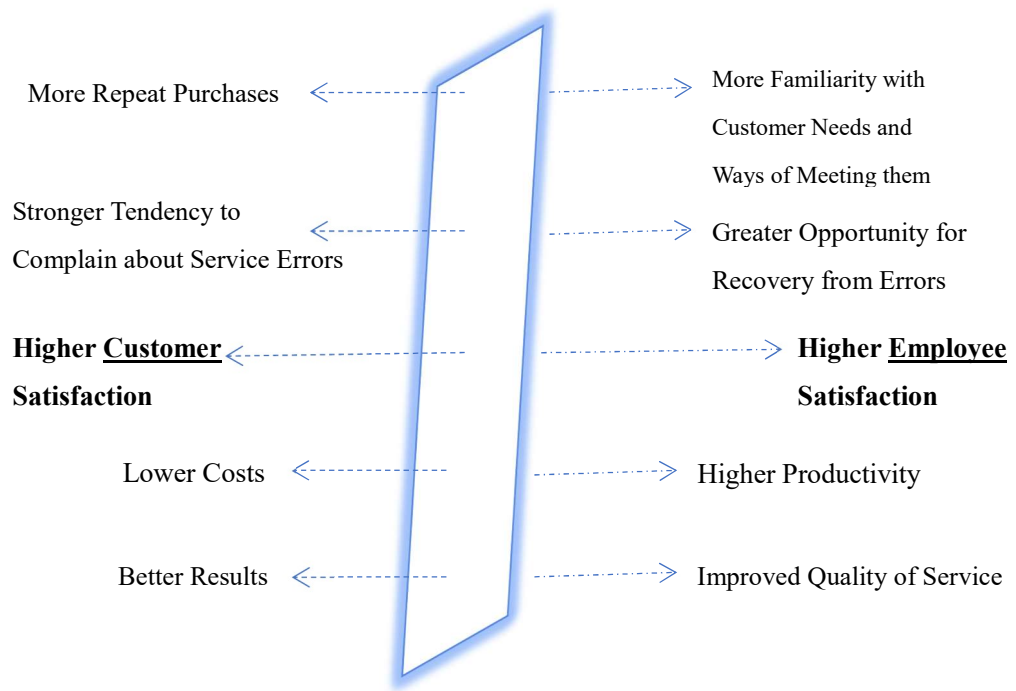 More Repeat Purchases
More Familiarity with
Customer Needs and
Ways of Meeting them
Stronger Tendency to
Complain about Service Errors
Greater Opportunity for
Recovery from Errors
Higher Customer
Satisfaction
Higher Employee
Satisfaction
Lower Costs
Higher Productivity
Better Results
Improved Quality of Service